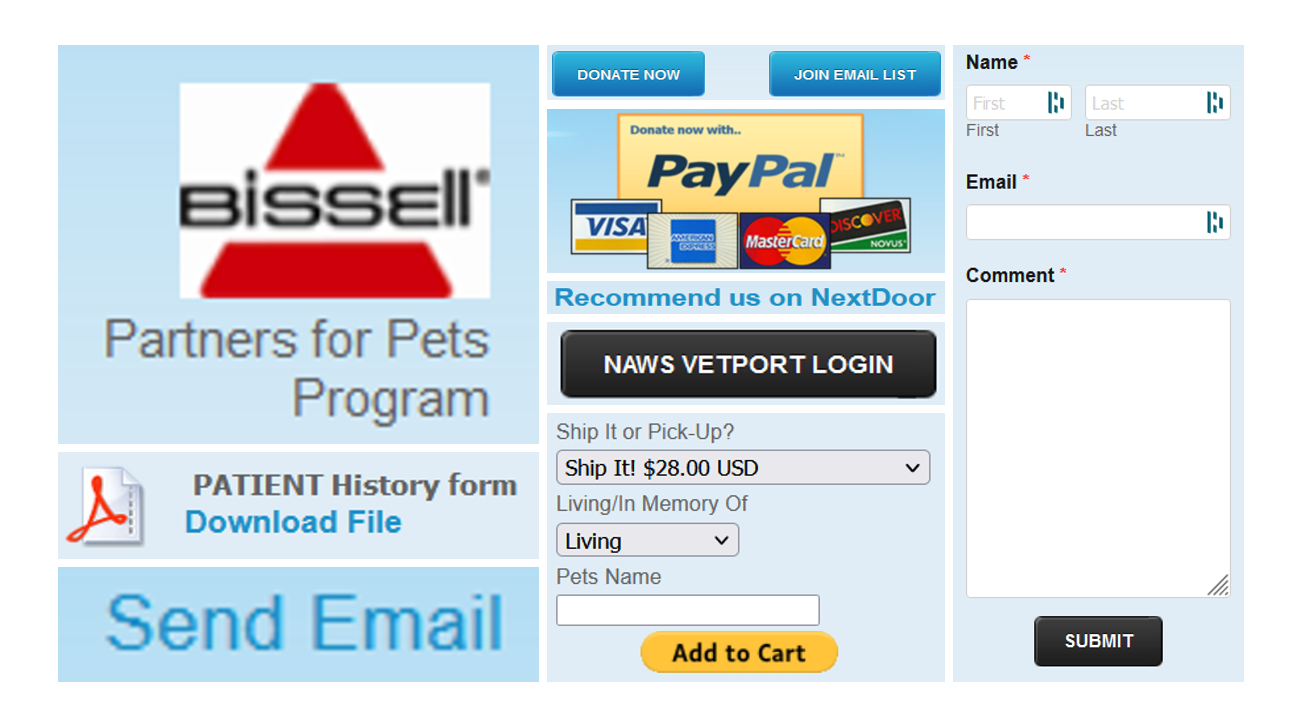 BISSELL®
Partners for Pets
Program
PATIENT History form
Download File
Send Email
DONATE NOW
JOIN EMAIL LIST
Donate now with..
PayPal™
VISA
AMERICAN
EXPRESS
MasterCard
DISCOVER
NOVUS
Recommend us on NextDoor
NAWS VETPORT LOGIN
Ship It or Pick-Up?
Ship It! $28.00 USD
Living/In Memory Of
Living
Pets Name
Add to Cart
Name *
First Last
First Last
Email *
Comment *
SUBMIT